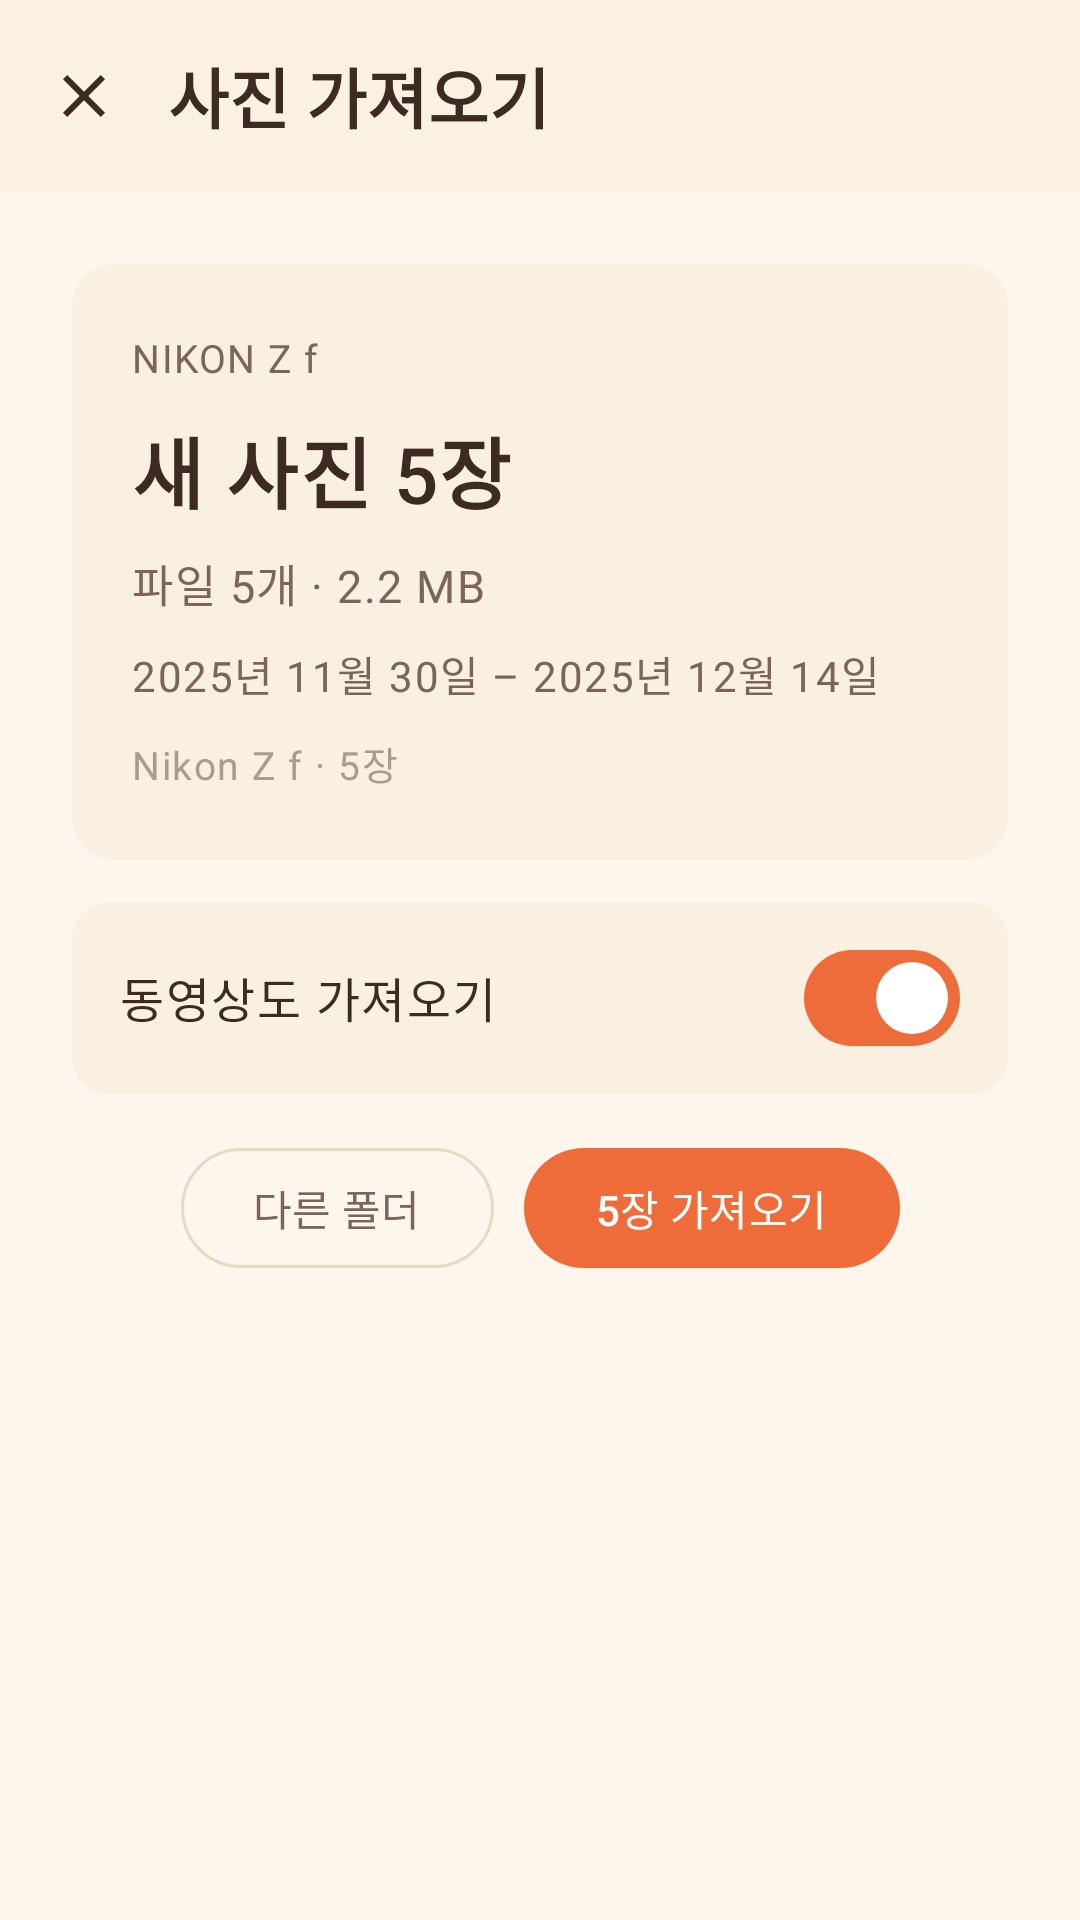 사진 가져오기
NIKON Z f
새 사진 5장
파일 5개 · 2.2 MB
2025년 11월 30일 – 2025년 12월 14일
Nikon Z f · 5장
동영상도 가져오기
다른 폴더
5장 가져오기